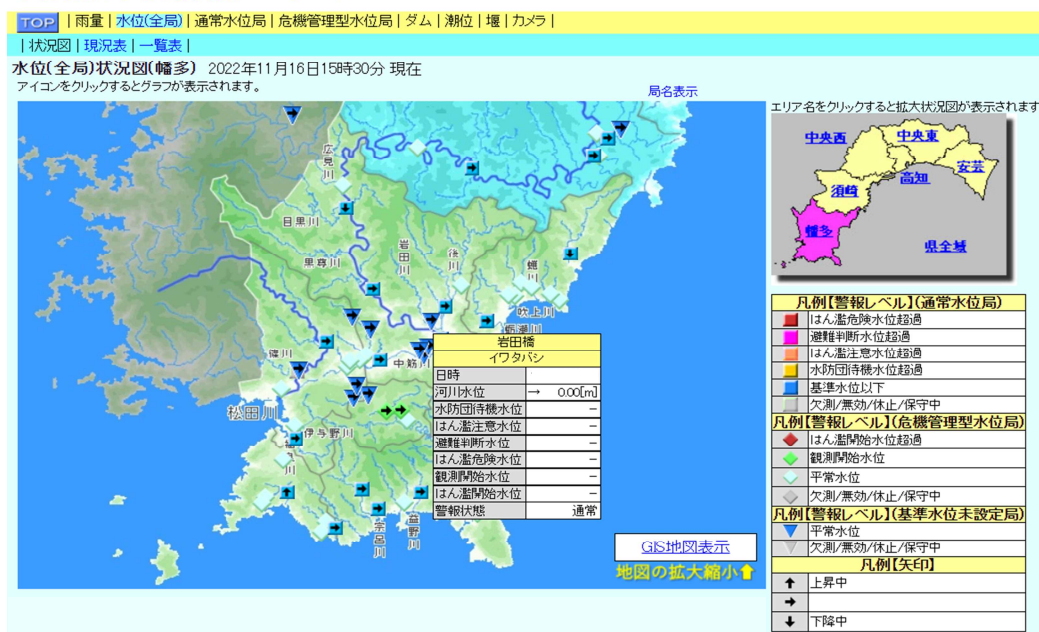 TOP | 雨量 | 水位(全局) | 通常水位局 | 危機管理型水位局 | ダム | 潮位 | 堰 | カメラ |
| 状況図 | 現況表 | 一覧表 |
水位(全局)状況図(幡多) 2022年11月16日15時30分 現在
アイコンをクリックするとグラフが表示されます。
局名表示
広見川
目黒川
黒尊川
岩田川
後川
蜷川
吹上川
蛎瀬川
篠川
中筋
松田川
伊与野川
福
川
宗呂川
益野川
岩田橋
イワタバシ
日時
河川水位 → 0.00[m]
水防団待機水位 −
はん濫注意水位 −
避難判断水位 −
はん濫危険水位 −
観測開始水位 −
はん濫開始水位 −
警報状態 通常
GIS地図表示
地図の拡大縮小
エリア名をクリックすると拡大状況図が表示されます
中央西
中央東
安芸
高知
須崎
幡多
県全域
凡例【警報レベル】(通常水位局)
はん濫危険水位超過
避難判断水位超過
はん濫注意水位超過
水防団待機水位超過
基準水位以下
欠測/無効/休止/保守中
凡例【警報レベル】(危機管理型水位局)
はん濫開始水位超過
観測開始水位
平常水位
欠測/無効/休止/保守中
凡例【警報レベル】(基準水位未設定局)
平常水位
欠測/無効/休止/保守中
凡例【矢印】
上昇中
下降中